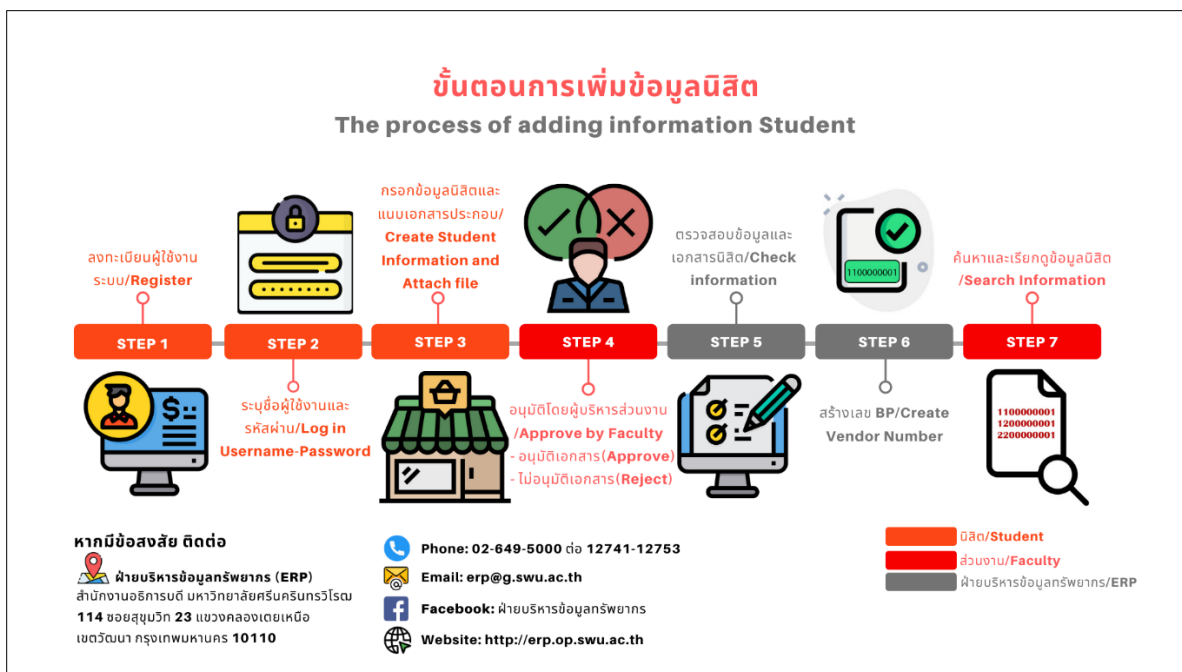 ขั้นตอนการเพิ่มข้อมูลนิสิต
The process of adding information Student
ลงทะเบียนผู้ใช้งาน
ระบบ/Register
STEP 1
STEP 2
ระบุชื่อผู้ใช้งานและ
รหัสผ่าน/Log in
Username-Password
กรอกข้อมูลนิสิตและ
แนบเอกสารประกอบ/
Create Student
Information and
Attach file
STEP 3
STEP 4
อนุมัติโดยผู้บริหารส่วนงาน
/Approve by Faculty
- อนุมัติเอกสาร(Approve)
- ไม่อนุมัติเอกสาร(Reject)
ตรวจสอบข้อมูลและ
เอกสารนิสิต/Check
information
STEP 5
1100000001
STEP 6
สร้างเลข BP/Create
Vendor Number
ค้นหาและเรียกดูข้อมูลนิสิต
/Search Information
STEP 7
1100000001
1200000001
2200000001
หากมีข้อสงสัย ติดต่อ
ฝ่ายบริหารข้อมูลทรัพยากร (ERP)
สำนักงานอธิการบดี มหาวิทยาลัยศรีนครินทรวิโรฒ
114 ซอยสุขุมวิท 23 แขวงคลองเตยเหนือ
เขตวัฒนา กรุงเทพมหานคร 10110
Phone: 02-649-5000 ต่อ 12741-12753
Email: erp@g.swu.ac.th
Facebook: ฝ่ายบริหารข้อมูลทรัพยากร
Website: http://erp.op.swu.ac.th
นิสิต/Student
ส่วนงาน/Faculty
ฝ่ายบริหารข้อมูลทรัพยากร/ERP